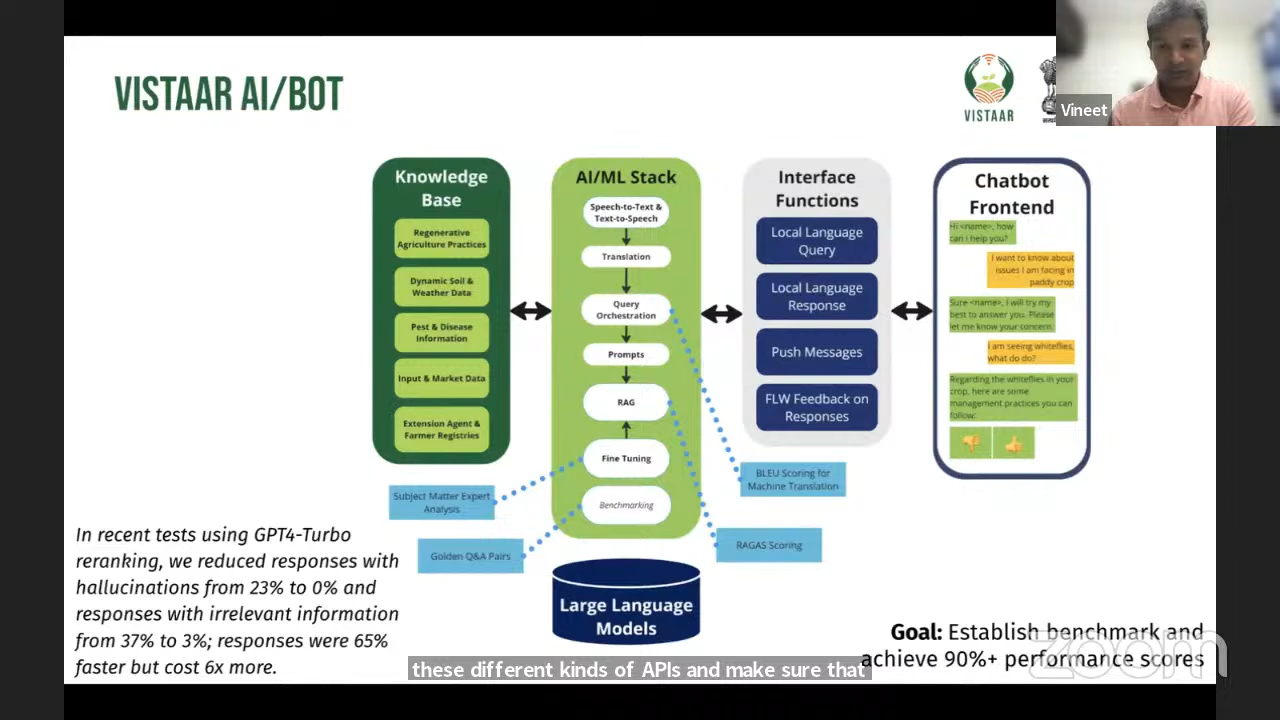 VISTAAR AI/BOT
VISTAAR
Vineet
Knowledge
Base
Regenerative
Agriculture Practices
Dynamic Soil &
Weather Data
Pest & Disease
Information
Input & Market Data
Extension Agent &
Farmer Registries
AI/ML Stack
Speech-to-Text &
Text-to-Speech
Translation
Query
Orchestration
Prompts
RAG
Fine Tuning
Benchmarking
Large Language
Models
Interface
Functions
Local Language
Query
Local Language
Response
Push Messages
FLW Feedback on
Responses
Chatbot
Frontend
Hi <name>, how
can i help you?
I want to know about
issues I am facing in
paddy crop
Sure <name>, I will try my
best to answer you. Please
let me know your concern.
I am seeing whiteflies,
what do do?
Regarding the whiteflies in your
crop, here are some
management practices you can
follow:
Subject Matter Expert
Analysis
Golden Q&A Pairs
BLEU Scoring for
Machine Translation
RAGAS Scoring
In recent tests using GPT4-Turbo
reranking, we reduced responses with
hallucinations from 23% to 0% and
responses with irrelevant information
from 37% to 3%; responses were 65%
faster but cost 6x more.
Goal: Establish benchmark and
achieve 90%+ performance scores
zoom
these different kinds of APIs and make sure that